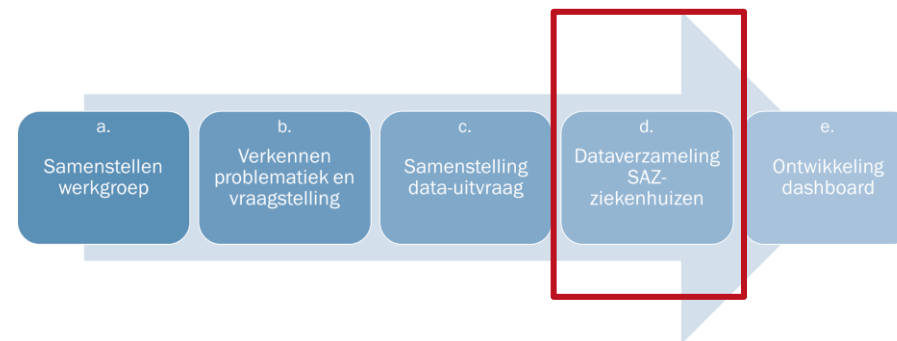 a.
Samenstellen
werkgroep
b.
Verkennen
problematiek en
vraagstelling
c.
Samenstelling
data-uitvraag
d.
Dataverzameling
SAZ-
ziekenhuizen
e.
Ontwikkeling
dashboard